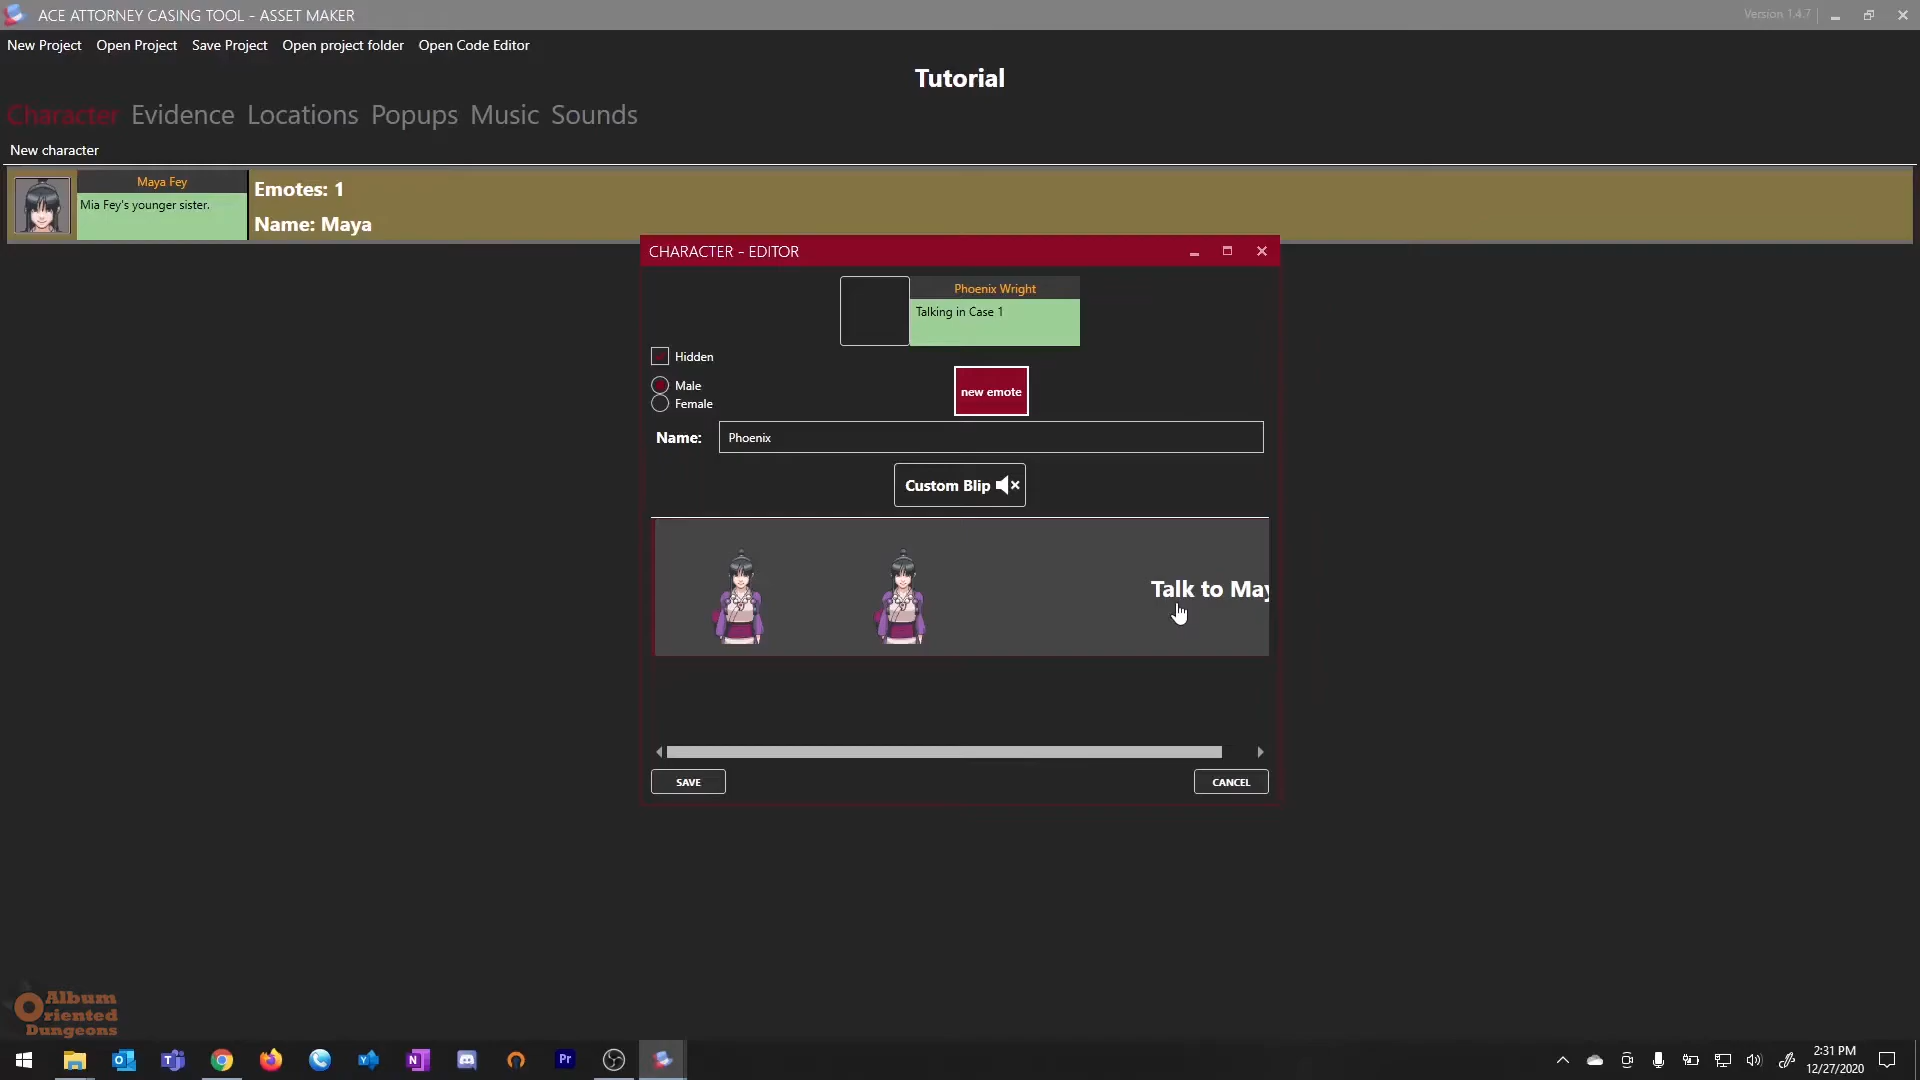 ACE ATTORNEY CASING TOOL - ASSET MAKER
Version 1.4.7
New Project Open Project Save Project Open project folder Open Code Editor
Tutorial
Character Evidence Locations Popups Music Sounds
New character
Maya Fey
Mia Fey's younger sister.
Emotes: 1
Name: Maya
CHARACTER - EDITOR
Phoenix Wright
Talking in Case 1
Hidden
Male
Female
new emote
Name: Phoenix
Custom Blip
Talk to May
SAVE
CANCEL
Album
Oriented
Dungeons
2:31 PM
12/27/2020
Pr